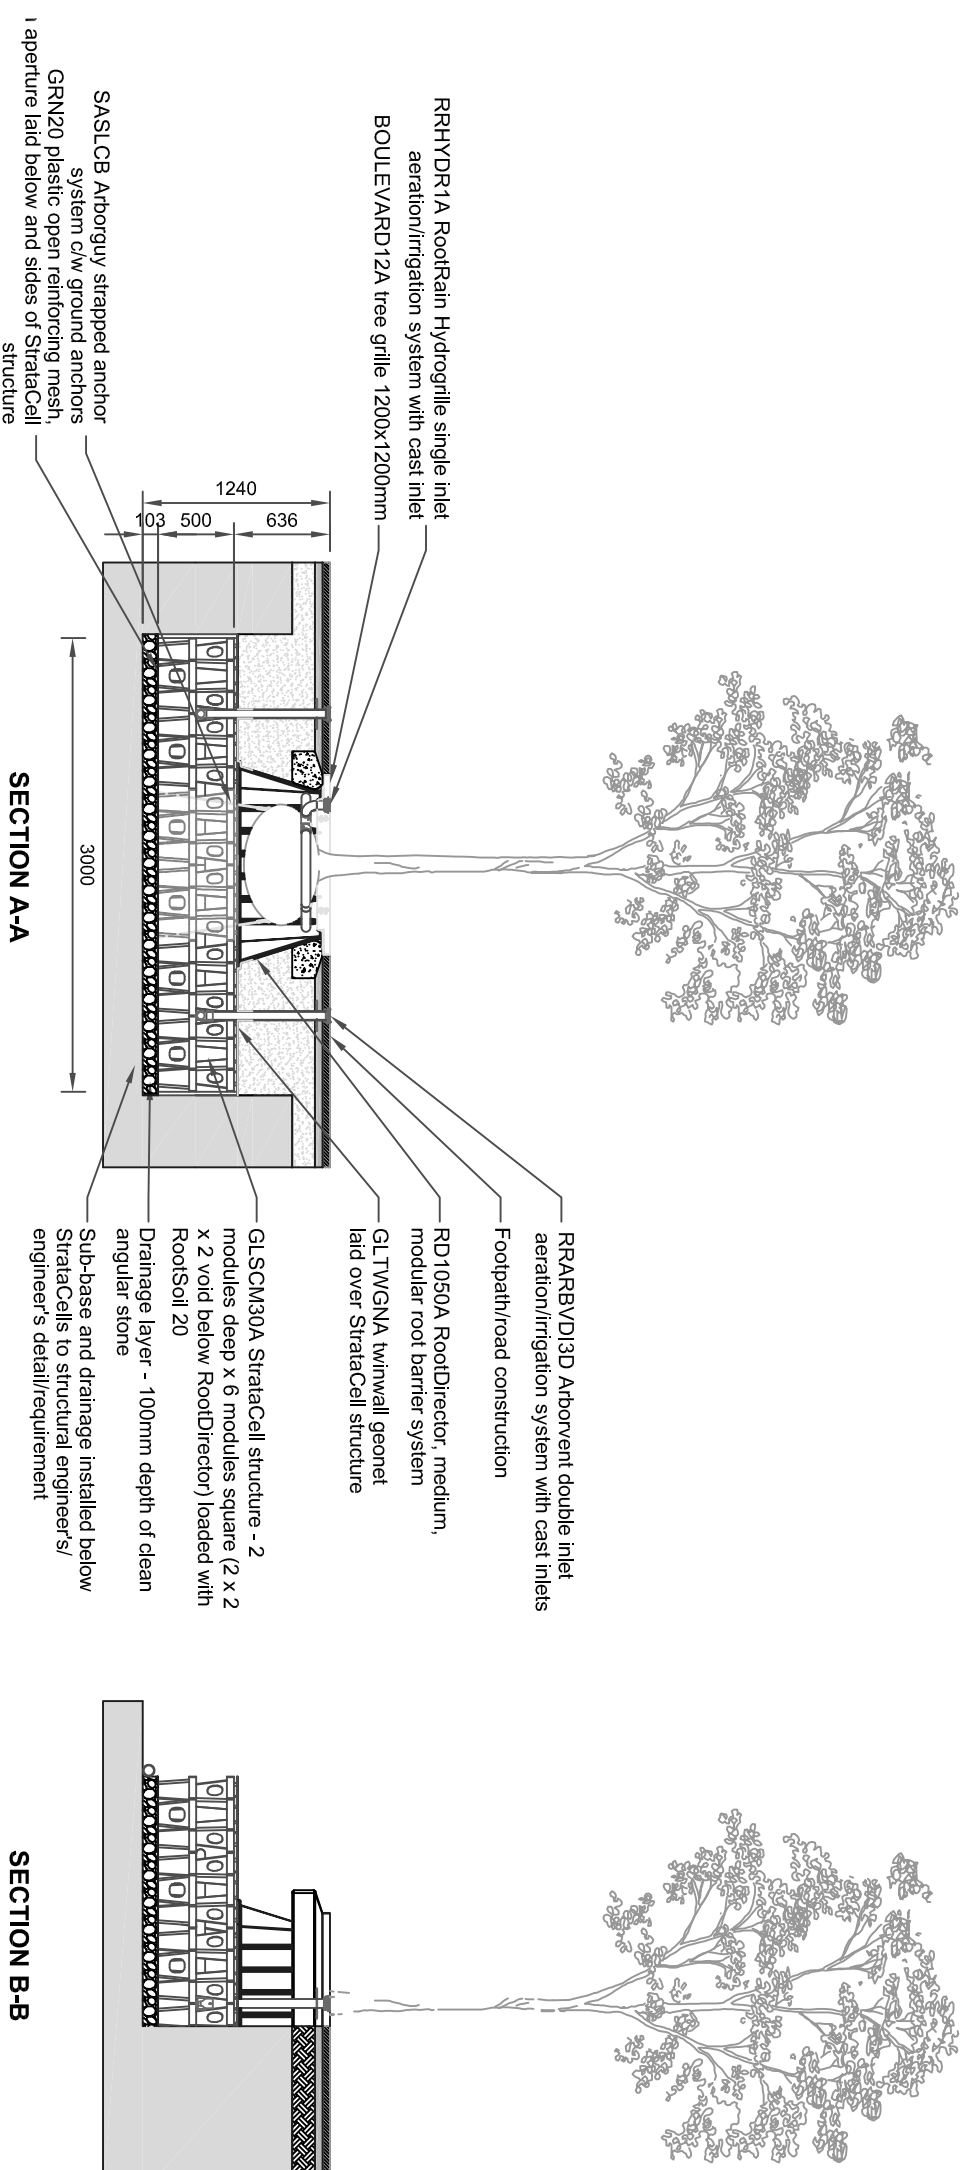 RRHYDR1A RootRain Hydrogrille single inlet
aeration/irrigation system with cast inlet
BOULEVARD12A tree grille 1200x1200mm
SASLCB Arborguy strapped anchor
system c/w ground anchors
GRN20 plastic open reinforcing mesh,
aperture laid below and sides of StrataCell
structure
1240
103
500
636
3000
RRARBVDI3D Arborvent double inlet
aeration/irrigation system with cast inlets
Footpath/road construction
RD1050A RootDirector, medium,
modular root barrier system
GLTWGNA twinwall geonet
laid over StrataCell structure
GLSCM30A StrataCell structure - 2
modules deep x 6 modules square (2 x 2
x 2 void below RootDirector) loaded with
RootSoil 20
Drainage layer - 100mm depth of clean
angular stone
Sub-base and drainage installed below
StrataCells to structural engineer's/
engineer's detail/requirement
SECTION A-A
SECTION B-B